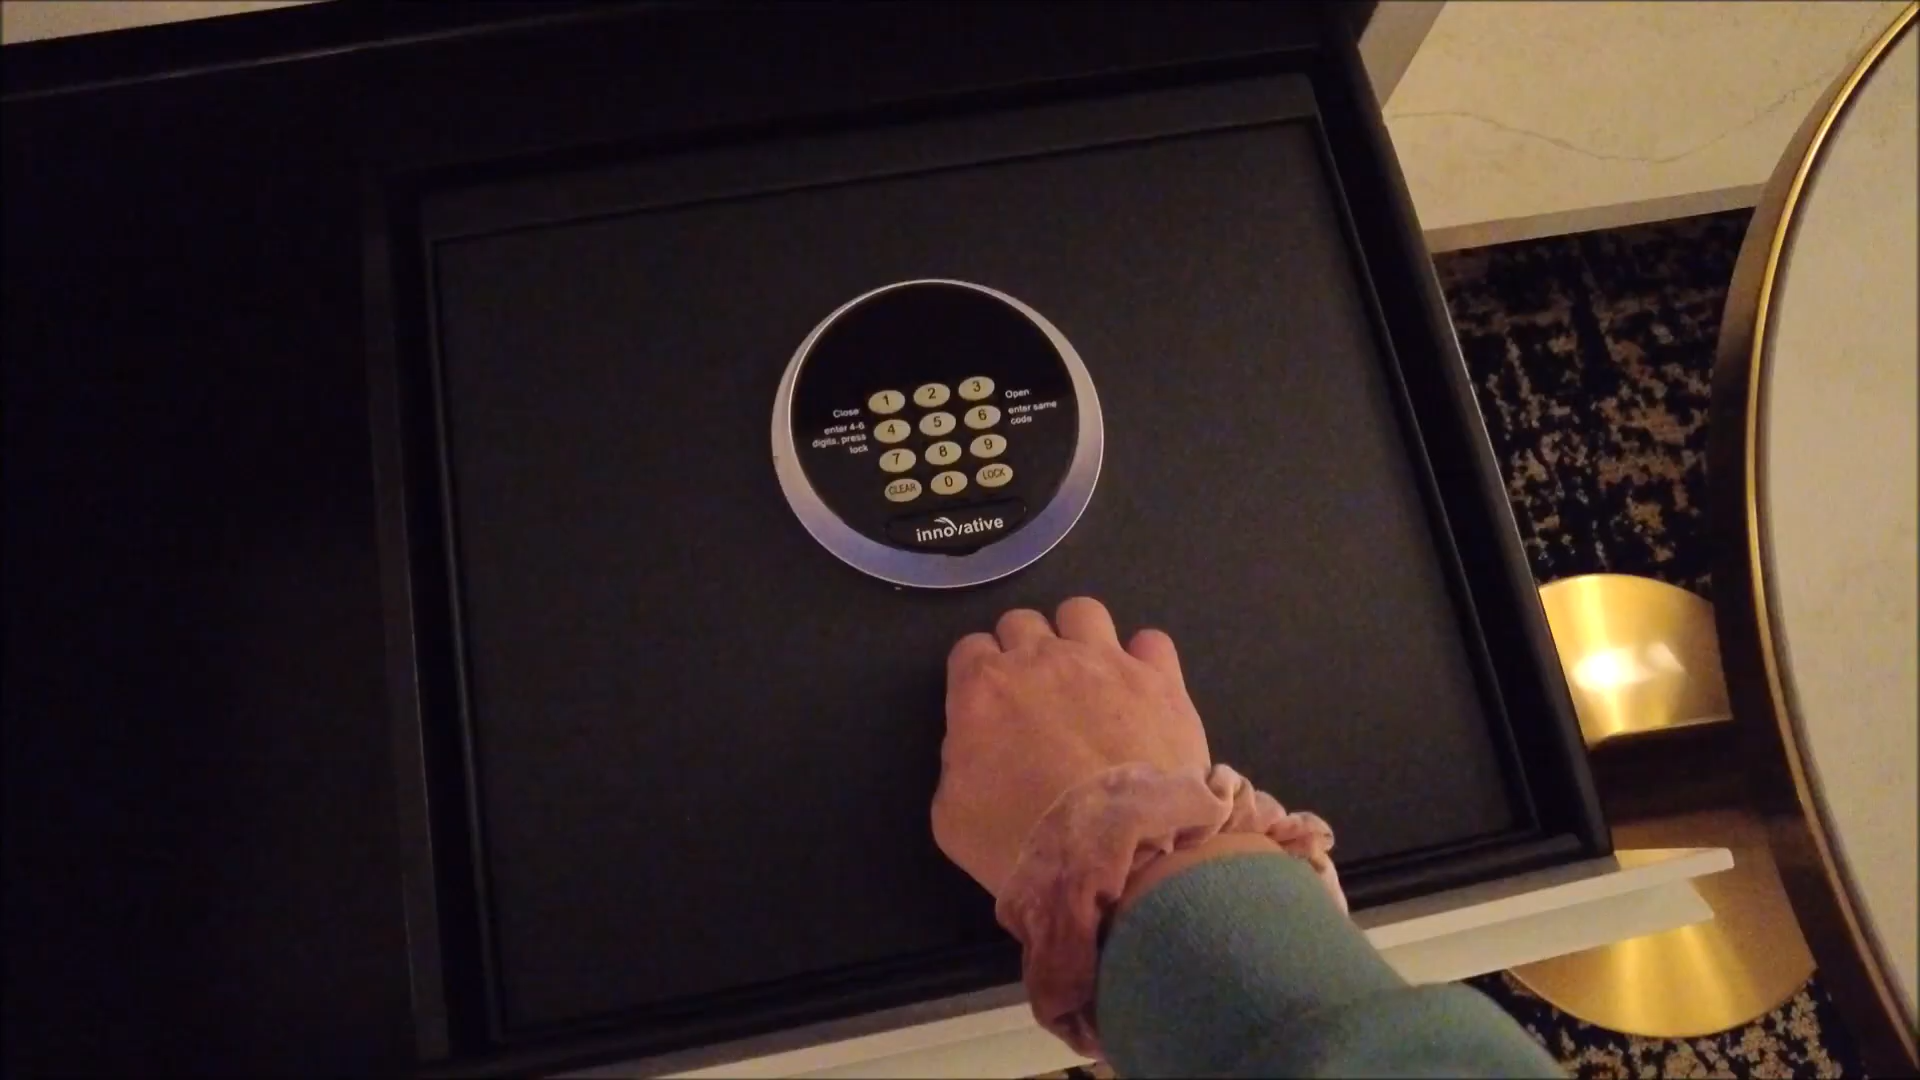 Close
enter 4-6
digits, press
lock
1 2 3
4 5 6
7 8 9
CLEAR 0 LOCK
Open
enter same
code
innovative